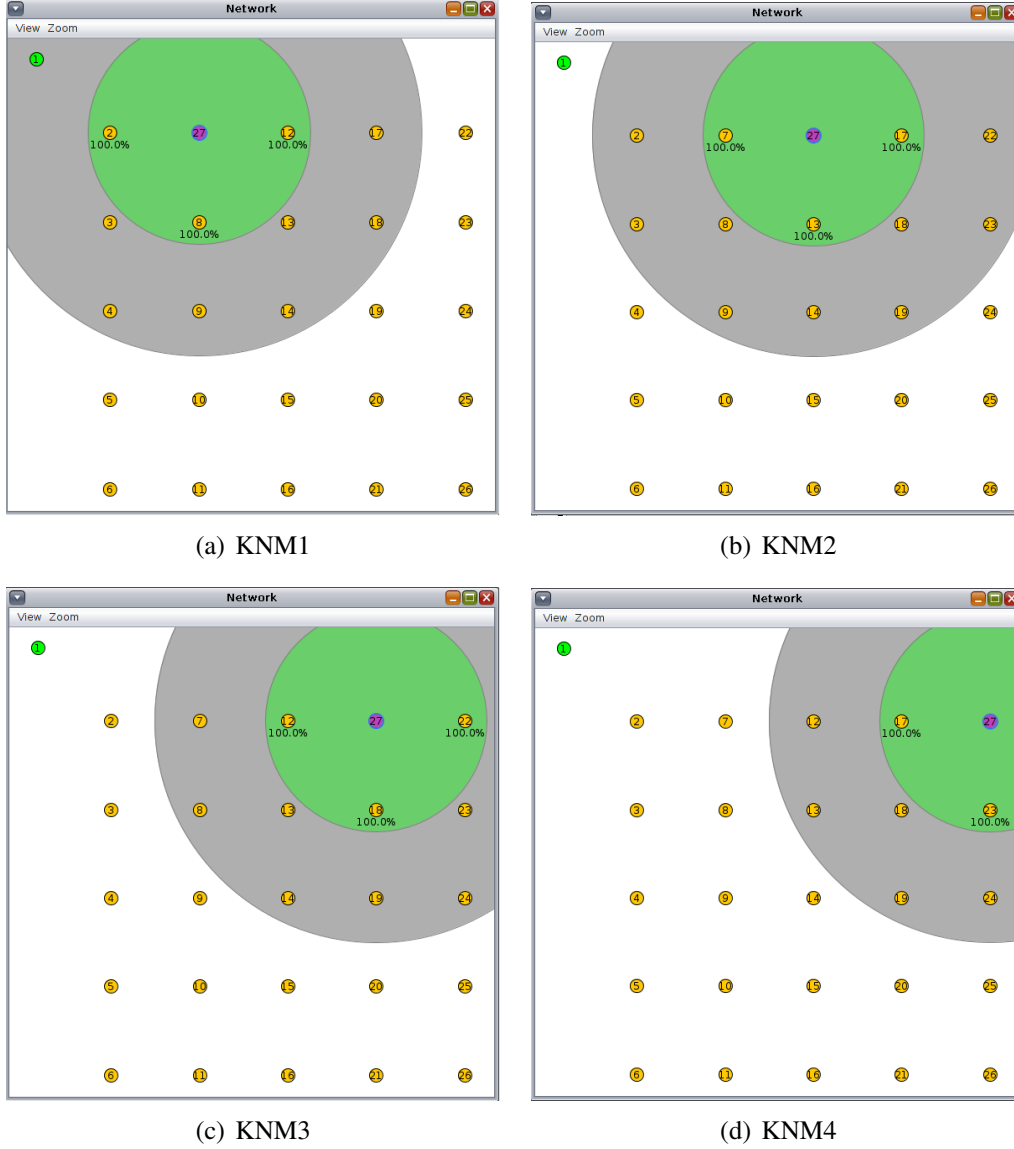 Network
View Zoom
1
2 27 12 17 22
100.0% 100.0%
3 8 13 18 23
100.0%
4 9 14 19 24
5 10 15 20 25
6 11 16 21 26
(a) KNM1
Network
View Zoom
1
2 7 27 17 22
100.0% 100.0%
3 8 13 18 23
100.0%
4 9 14 19 24
5 10 15 20 25
6 11 16 21 26
(b) KNM2
Network
View Zoom
1
2 7 12 27 22
100.0% 100.0%
3 8 13 18 23
100.0%
4 9 14 19 24
5 10 15 20 25
6 11 16 21 26
(c) KNM3
Network
View Zoom
1
2 7 12 17 27
100.0%
3 8 13 18 23
100.0%
4 9 14 19 24
5 10 15 20 25
6 11 16 21 26
(d) KNM4